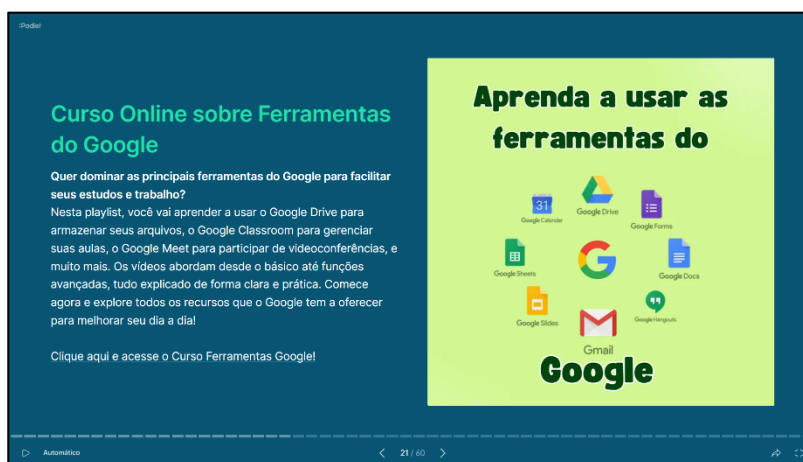 :Podie!
Curso Online sobre Ferramentas
do Google
Quer dominar as principais ferramentas do Google para facilitar
seus estudos e trabalho?
Nesta playlist, você vai aprender a usar o Google Drive para
armazenar seus arquivos, o Google Classroom para gerenciar
suas aulas, o Google Meet para participar de videoconferências, e
muito mais. Os vídeos abordam desde o básico até funções
avançadas, tudo explicado de forma clara e prática. Comece
agora e explore todos os recursos que o Google tem a oferecer
para melhorar seu dia a dia!
Clique aqui e acesse o Curso Ferramentas Google!
Aprenda a usar as
ferramentas do
31
Google Calendar
Google Drive
Google Forms
Google Sheets
G
Google Docs
Google Slides
Gmail
Google Hangouts
Google
Automático
21 / 60